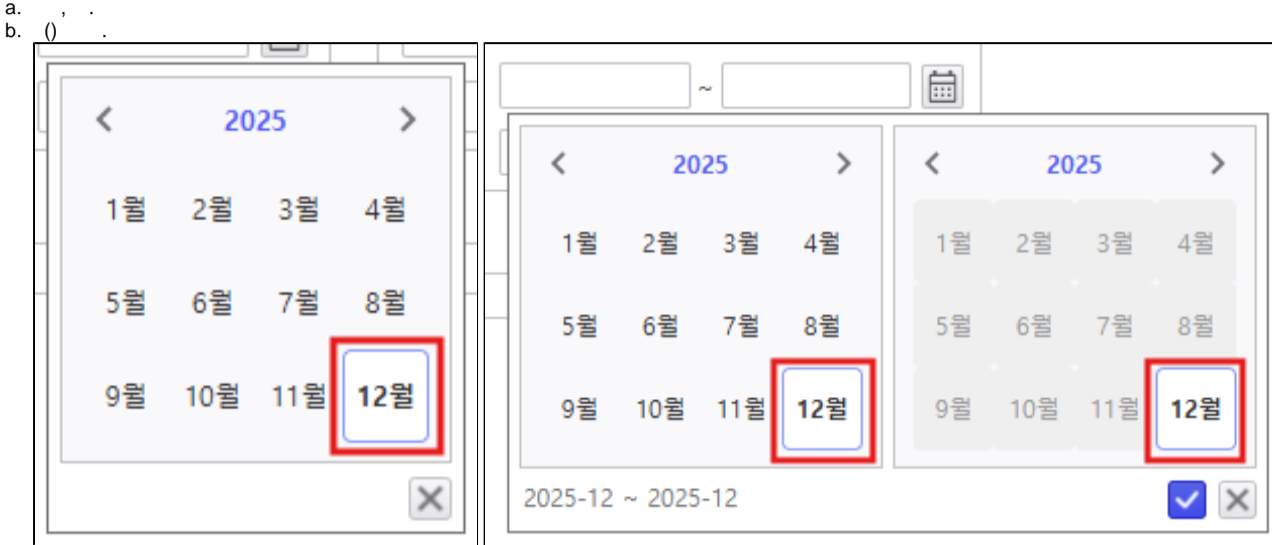 a. , .
b. () .
2025
1월 2월 3월 4월
5월 6월 7월 8월
9월 10월 11월 12월
~
2025 2025
1월 2월 3월 4월 1월 2월 3월 4월
5월 6월 7월 8월 5월 6월 7월 8월
9월 10월 11월 12월 9월 10월 11월 12월
2025-12 ~ 2025-12